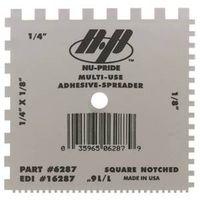 1/4"
NU-PRIDE
MULTI-USE
ADHESIVE-SPREADER
1/4" X 1/8"
1/8"
0 35965 06287 9
PART #6287
SQUARE NOTCHED
EDI #16287
1/16"
MADE IN USA